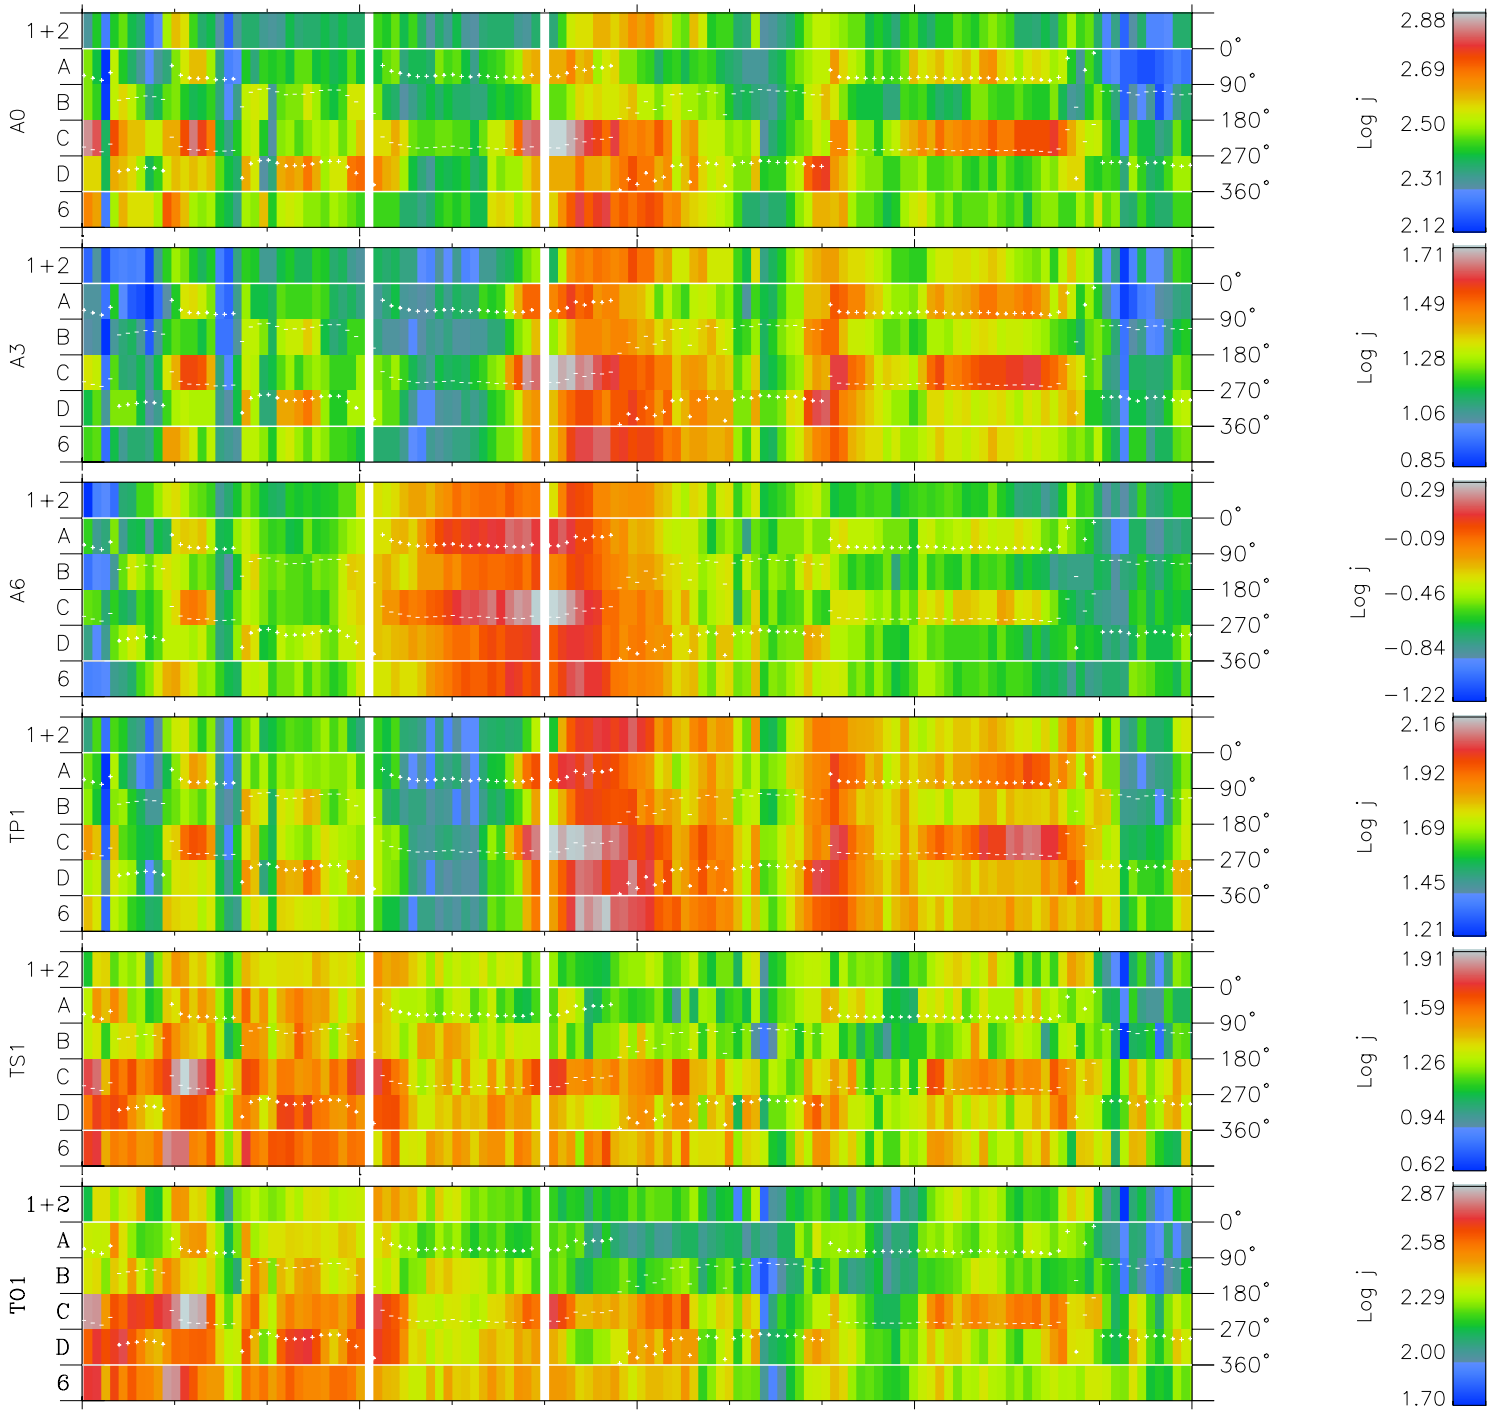 1+2
A
B
C
D
6
A0
0°
90°
180°
270°
360°
2.88
2.69
2.50
2.31
2.12
Log j
1+2
A
B
C
D
6
A3
0°
90°
180°
270°
360°
1.71
1.49
1.28
1.06
0.85
Log j
1+2
A
B
C
D
6
A6
0°
90°
180°
270°
360°
0.29
-0.09
-0.46
-0.84
-1.22
Log j
1+2
A
B
C
D
6
TP1
0°
90°
180°
270°
360°
2.16
1.92
1.69
1.45
1.21
Log j
1+2
A
B
C
D
6
TS1
0°
90°
180°
270°
360°
1.91
1.59
1.26
0.94
0.62
Log j
1+2
A
B
C
D
6
TO1
0°
90°
180°
270°
360°
2.87
2.58
2.29
2.00
1.70
Log j